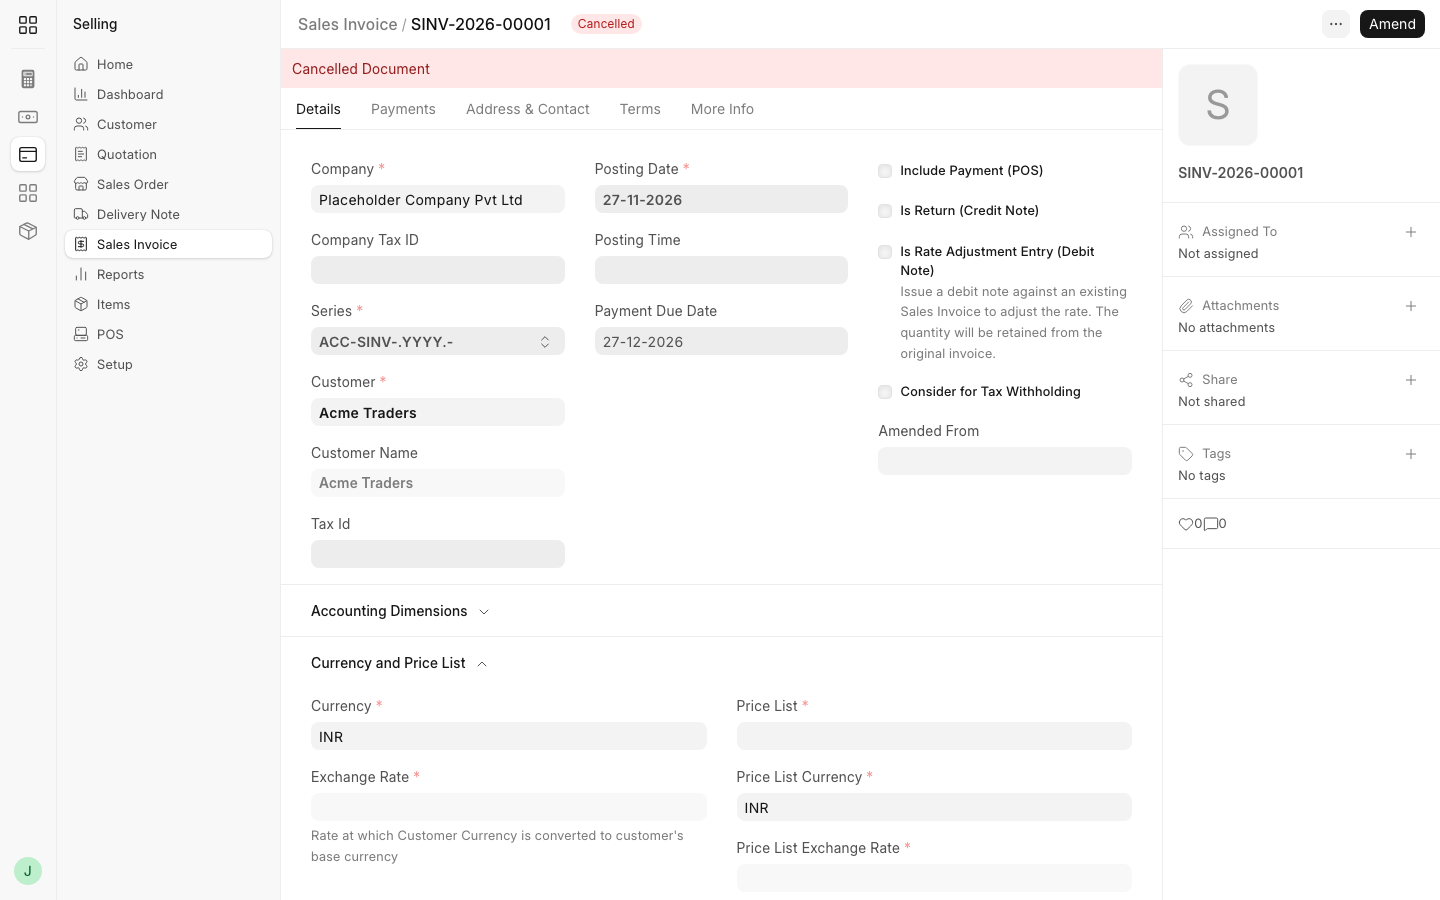 Selling
Home
Dashboard
Customer
Quotation
Sales Order
Delivery Note
Sales Invoice
Reports
Items
POS
Setup
J
Sales Invoice / SINV-2026-00001 Cancelled
Amend
Cancelled Document
Details Payments Address & Contact Terms More Info
Company *
Placeholder Company Pvt Ltd
Company Tax ID
Series *
ACC-SINV-.YYYY.-
Customer *
Acme Traders
Customer Name
Acme Traders
Tax Id
Posting Date *
27-11-2026
Posting Time
Payment Due Date
27-12-2026
Include Payment (POS)
Is Return (Credit Note)
Is Rate Adjustment Entry (Debit
Note)
Issue a debit note against an existing
Sales Invoice to adjust the rate. The
quantity will be retained from the
original invoice.
Consider for Tax Withholding
Amended From
Accounting Dimensions
Currency and Price List
Currency *
INR
Exchange Rate *
Rate at which Customer Currency is converted to customer's
base currency
Price List *
Price List Currency *
INR
Price List Exchange Rate *
S
SINV-2026-00001
Assigned To
Not assigned
Attachments
No attachments
Share
Not shared
Tags
No tags
0 0